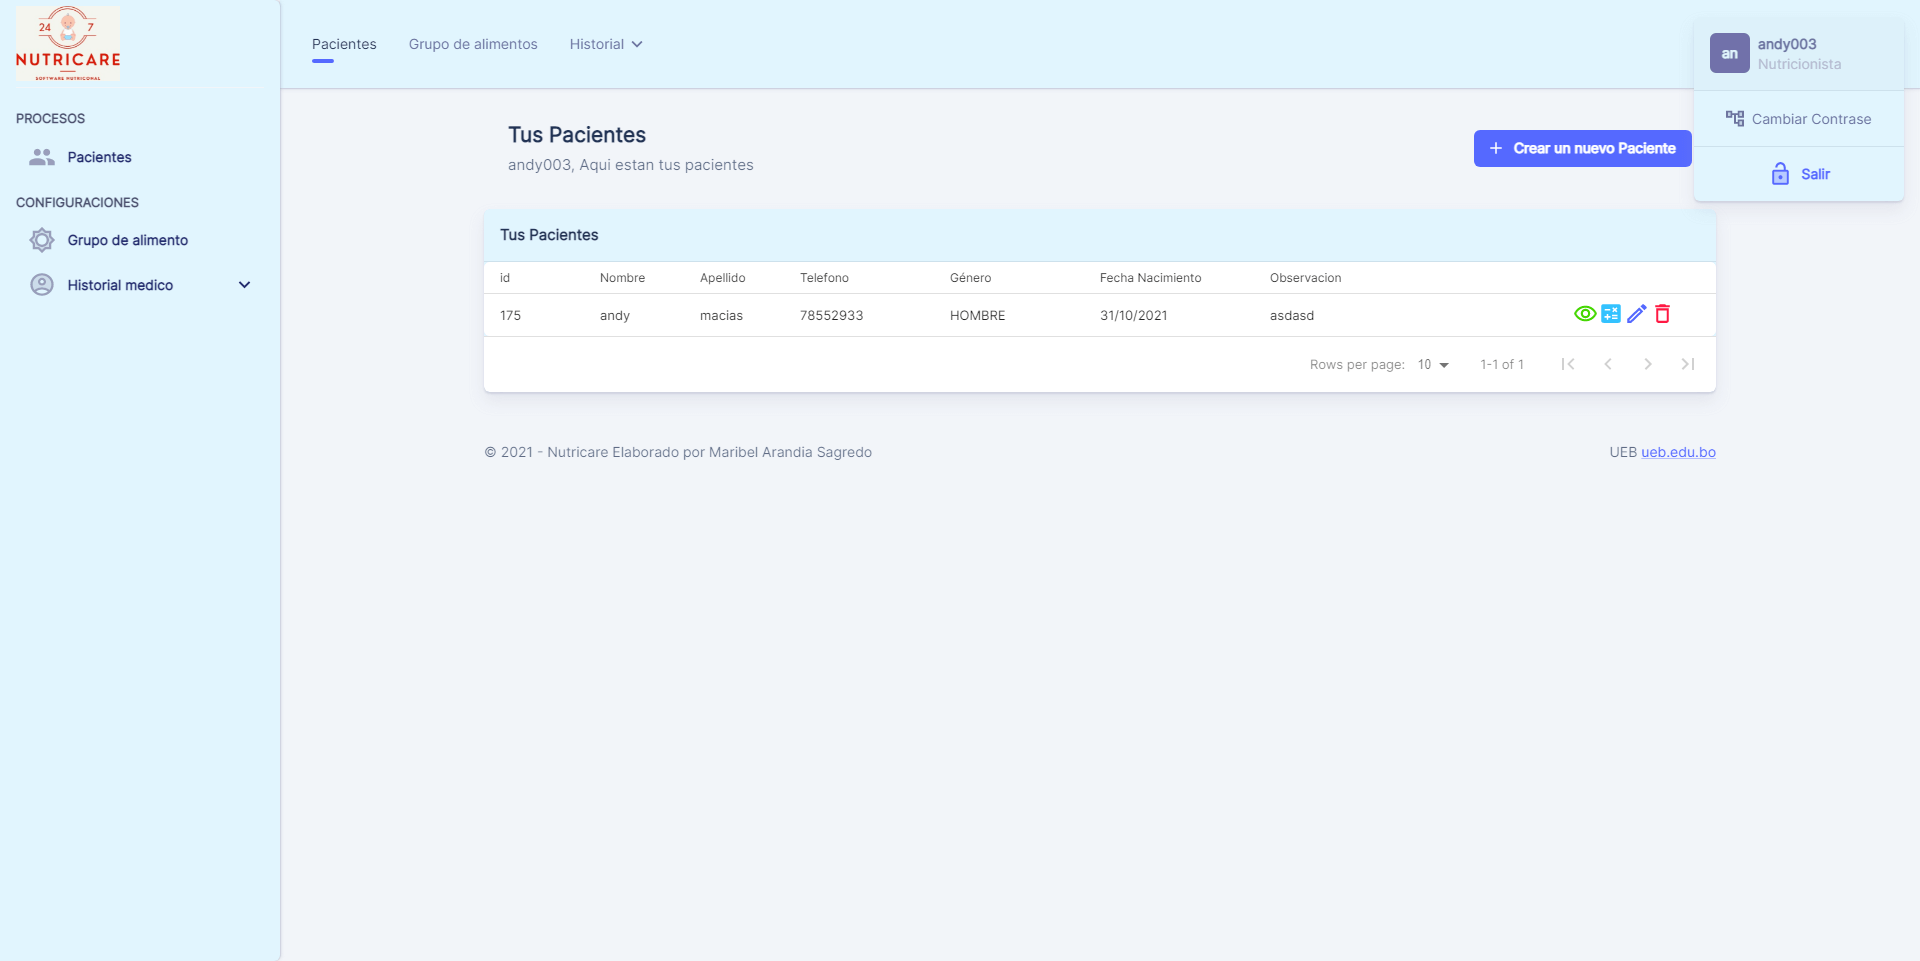 24 7
NUTRICARE
SOFTWARE NUTRICIONAL
PROCESOS
Pacientes
CONFIGURACIONES
Grupo de alimento
Historial medico
Pacientes Grupo de alimentos Historial
an andy003
Nutricionista
Cambiar Contrase
Salir
Tus Pacientes
andy003, Aqui estan tus pacientes
+ Crear un nuevo Paciente
Tus Pacientes
id Nombre Apellido Telefono Género Fecha Nacimiento Observacion
175 andy macias 78552933 HOMBRE 31/10/2021 asdasd
Rows per page: 10 1-1 of 1
© 2021 - Nutricare Elaborado por Maribel Arandia Sagredo
UEB ueb.edu.bo